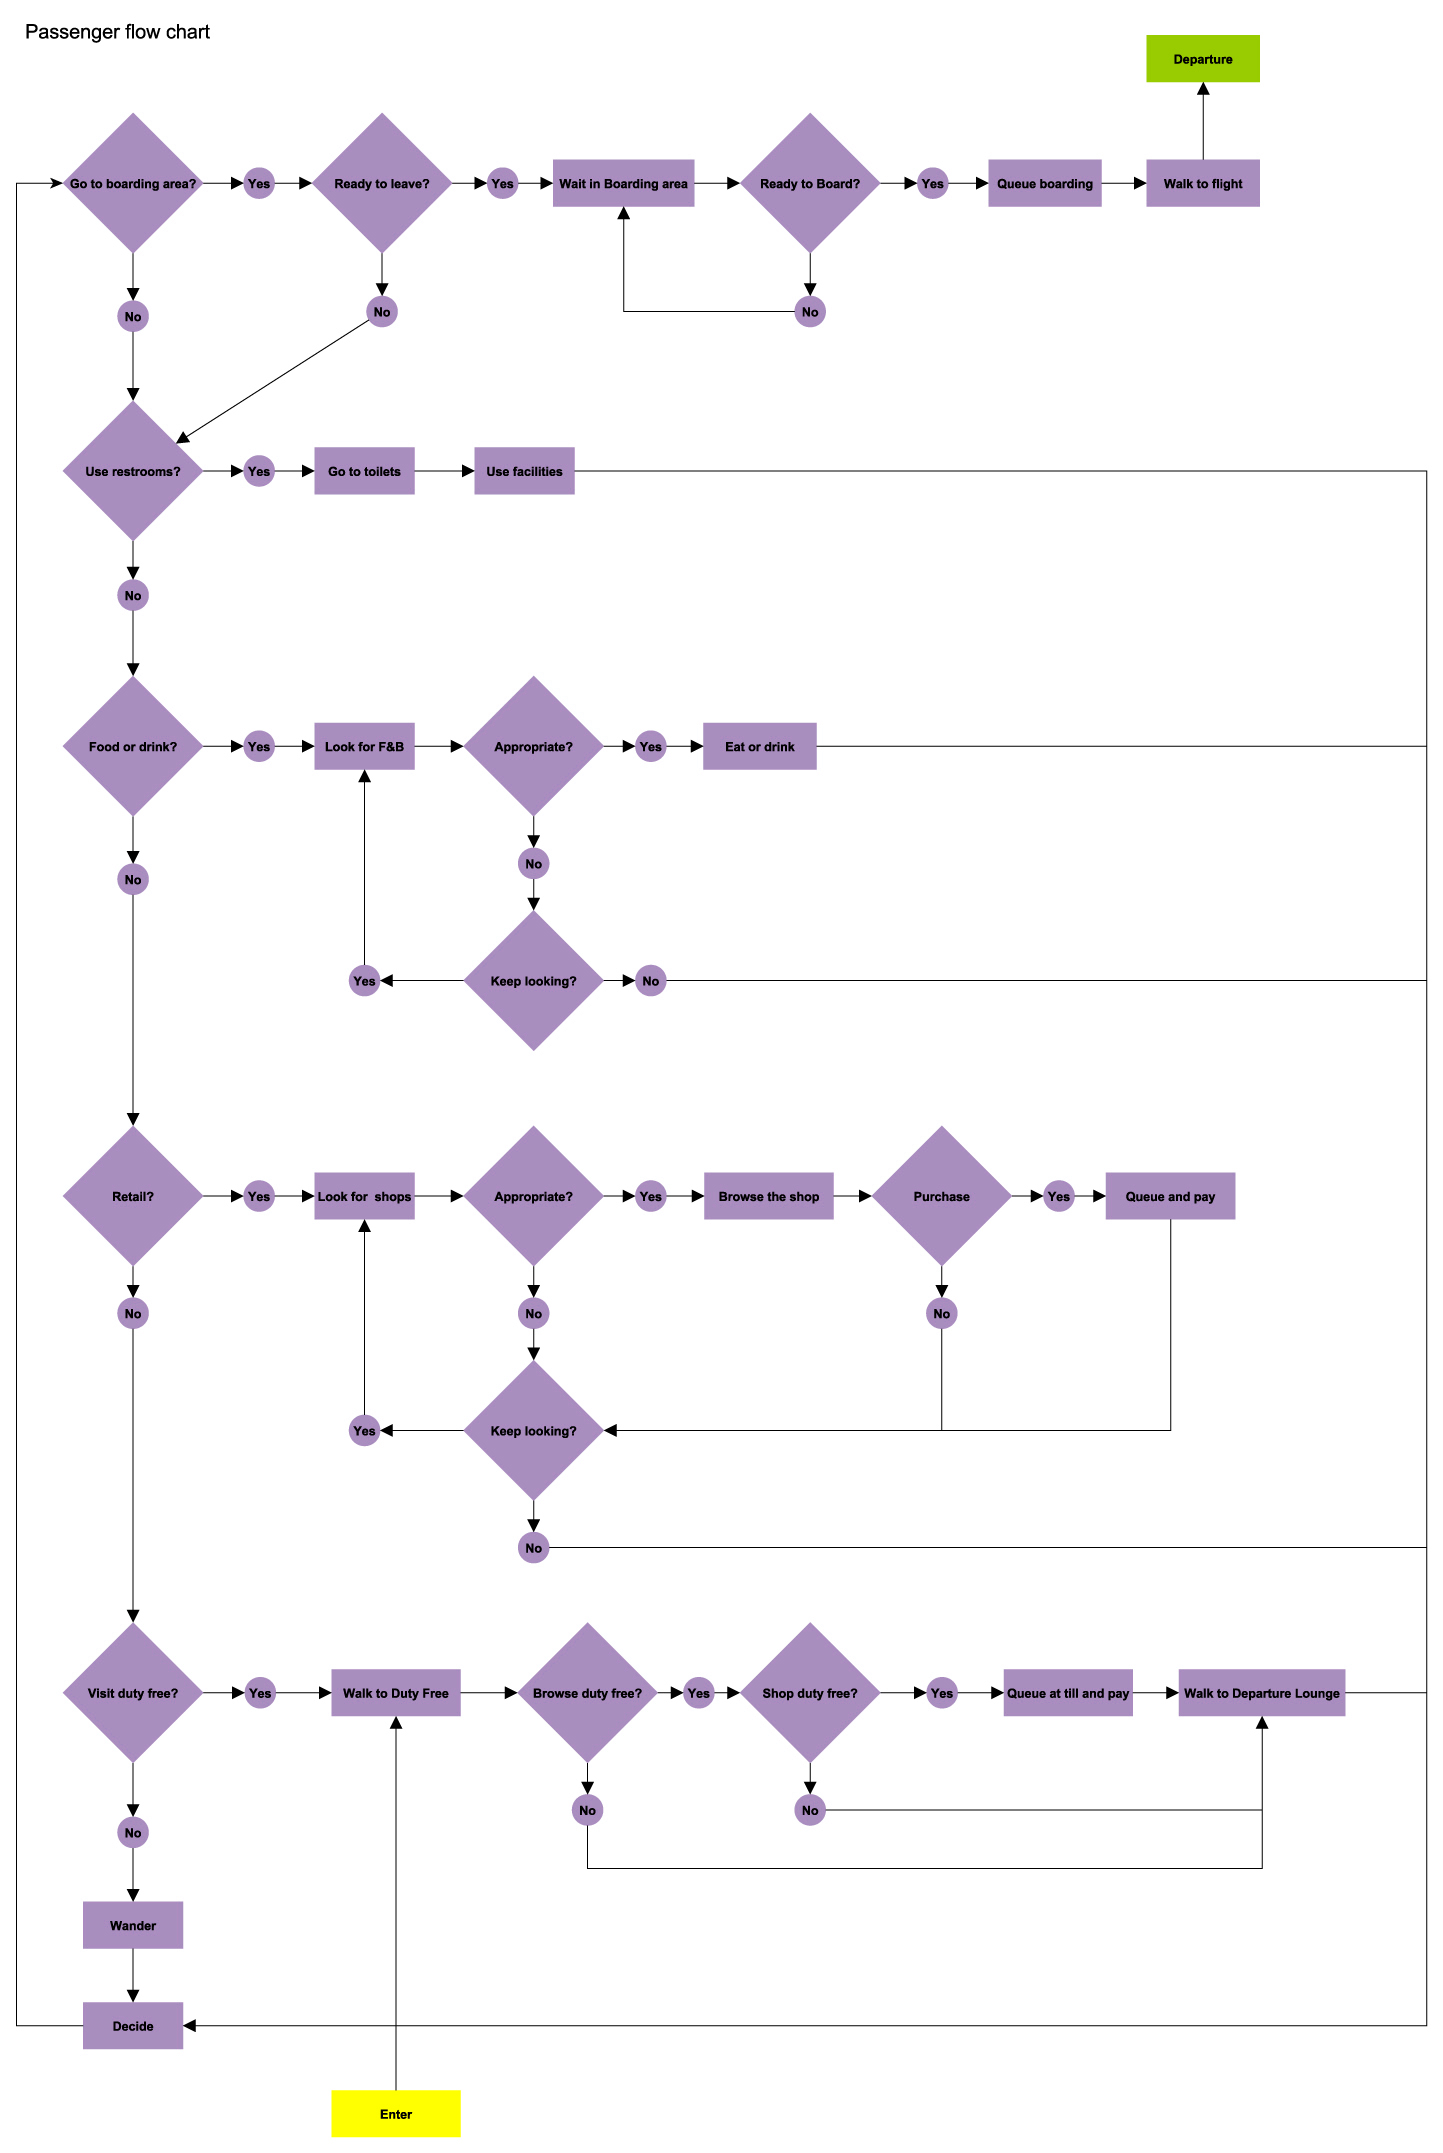 Passenger flow chart
Departure
Go to boarding area?
Yes
Ready to leave?
Yes
Wait in Boarding area
Ready to Board?
Yes
Queue boarding
Walk to flight
No
No
No
Use restrooms?
Yes
Go to toilets
Use facilities
No
Food or drink?
Yes
Look for F&B
Appropriate?
Yes
Eat or drink
No
No
Yes
Keep looking?
No
Retail?
Yes
Look for  shops
Appropriate?
Yes
Browse the shop
Purchase
Yes
Queue and pay
No
No
No
Yes
Keep looking?
No
Visit duty free?
Yes
Walk to Duty Free
Browse duty free?
Yes
Shop duty free?
Yes
Queue at till and pay
Walk to Departure Lounge
No
No
No
Wander
Decide
Enter